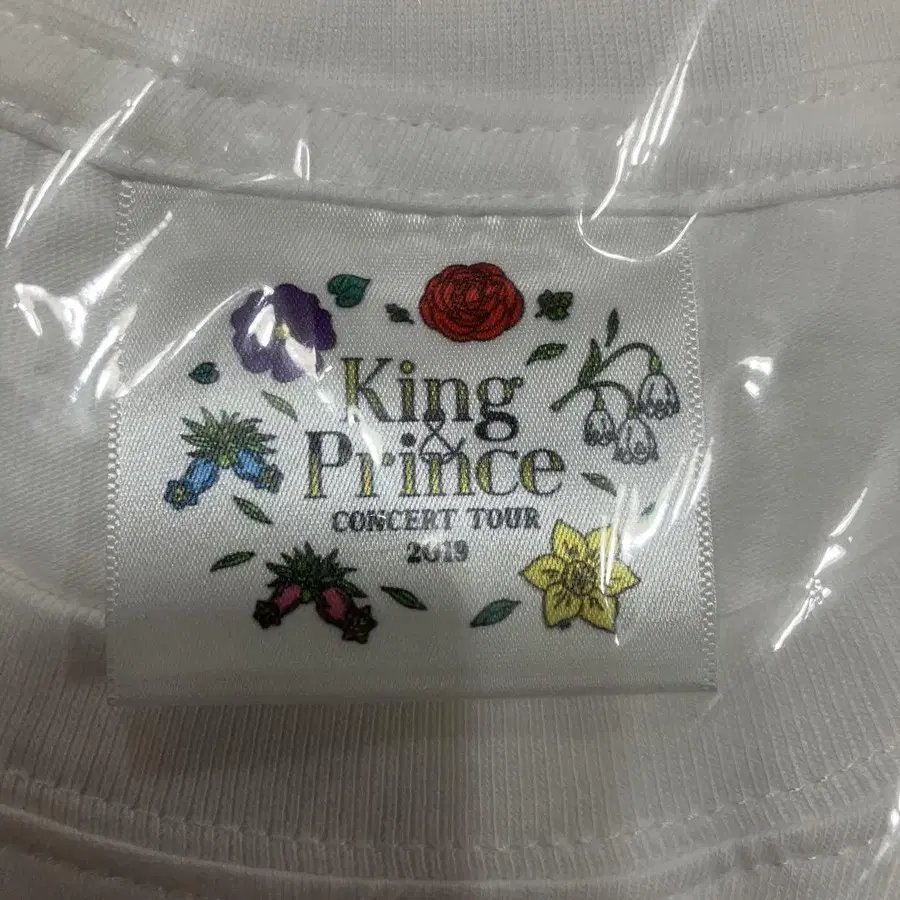 King
&
Prince
CONCERT TOUR
2019